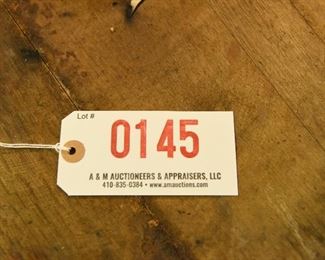 Lot #
0145
A & M AUCTIONEERS & APPRAISERS, LLC
410-835-0384 • www.amauctions.com